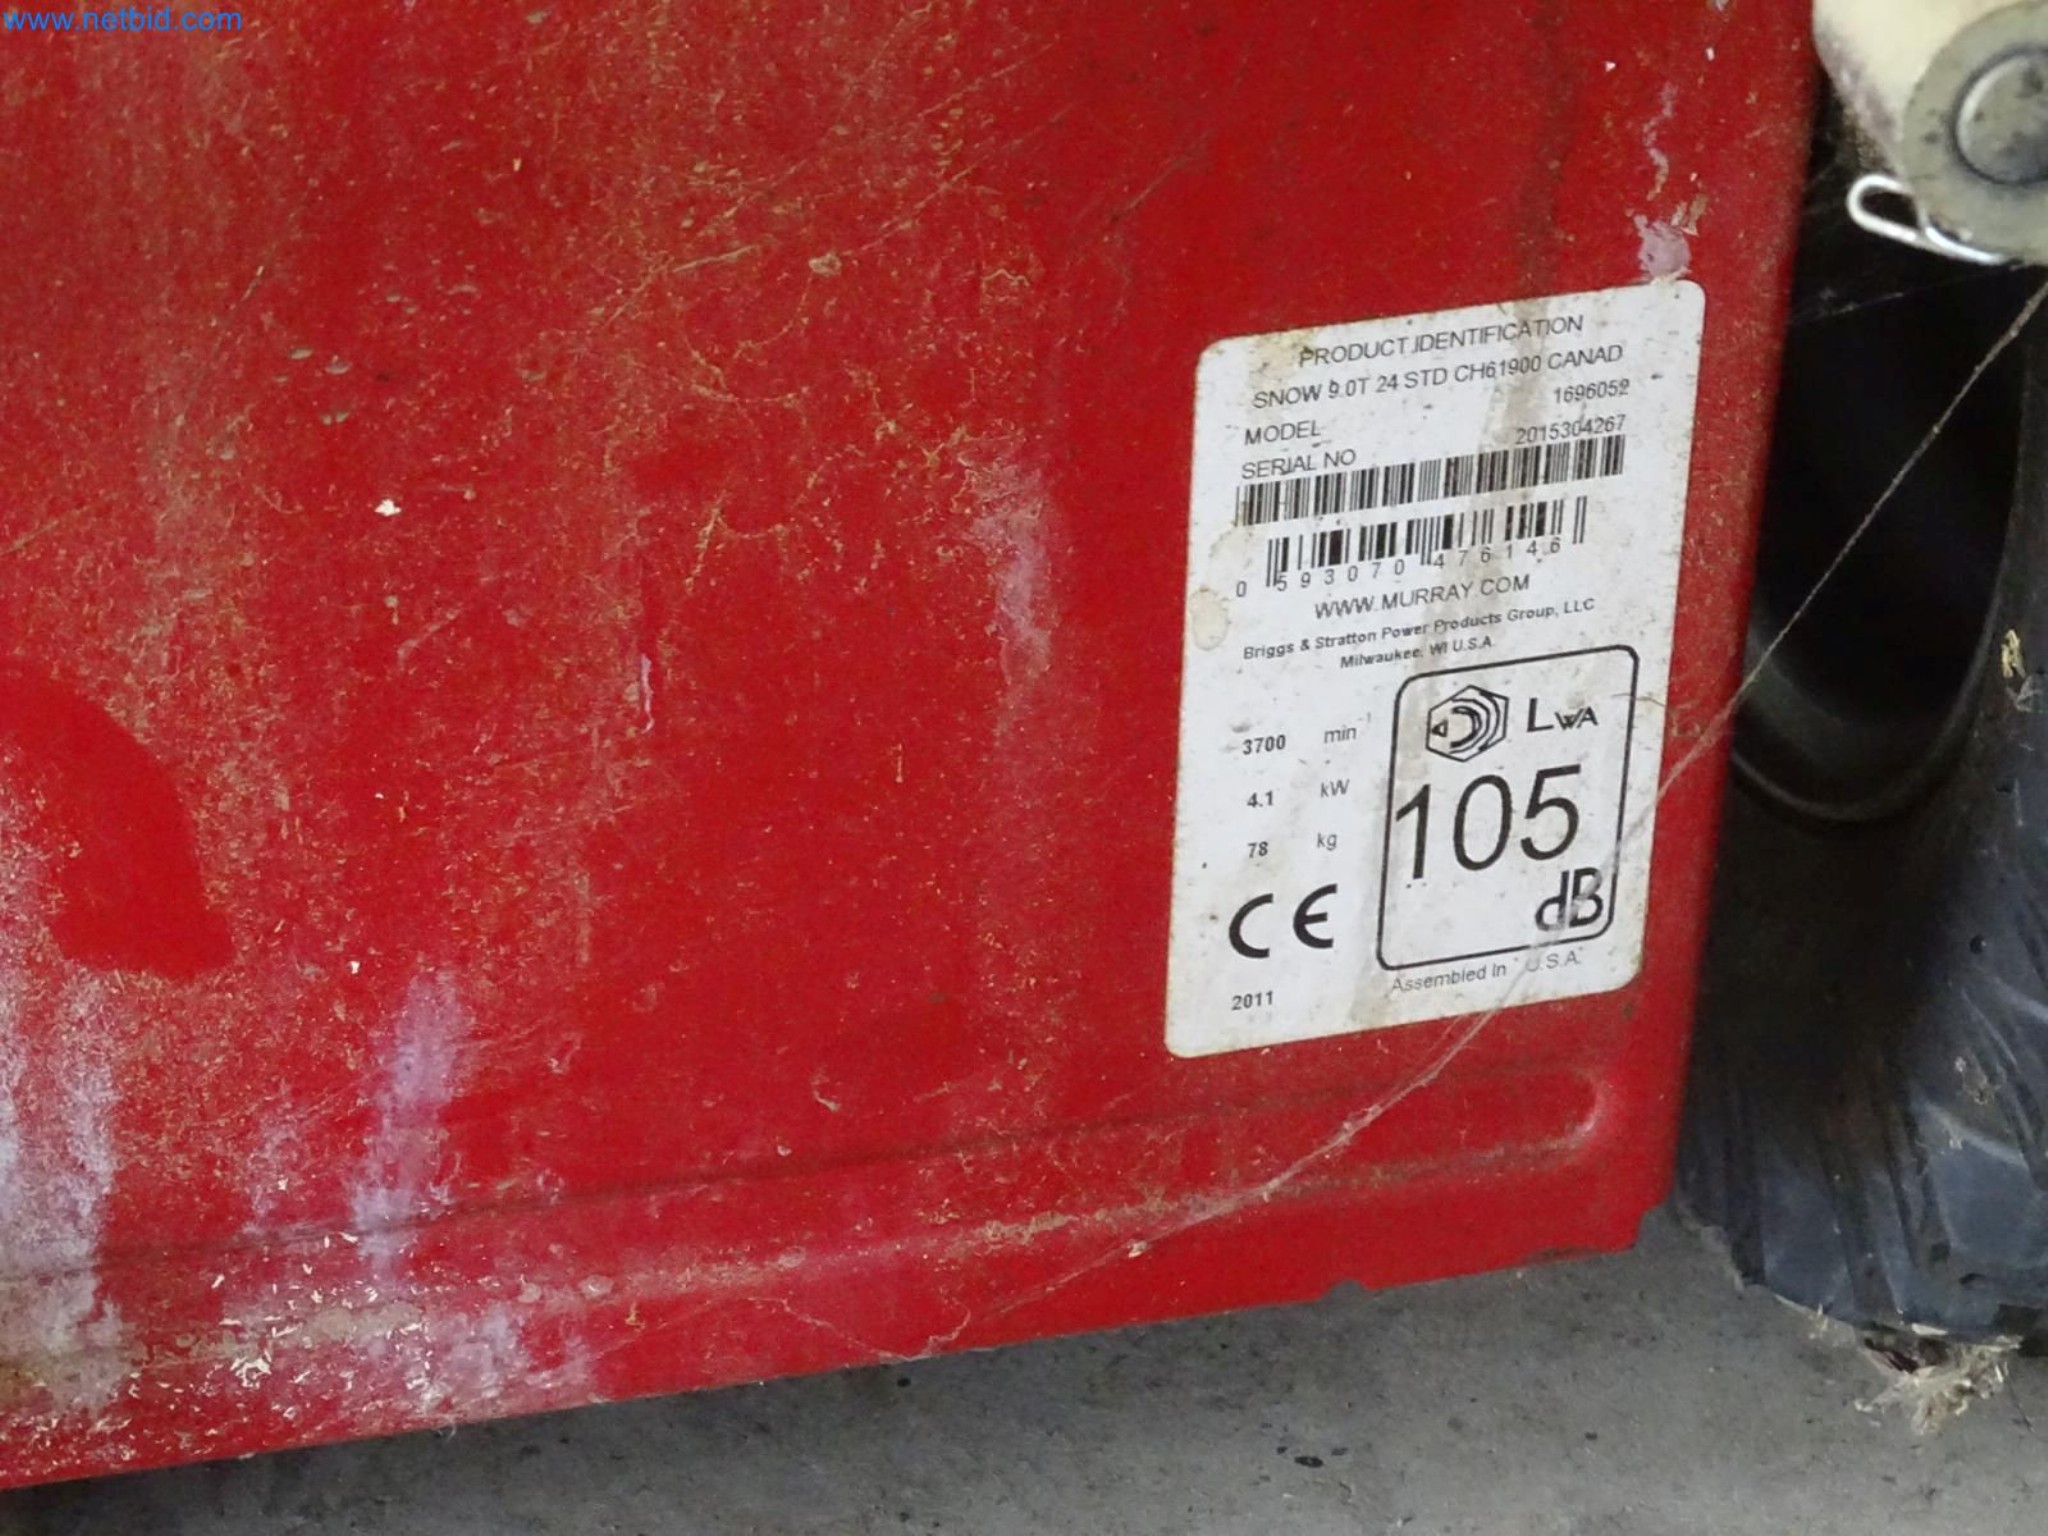 www.netbid.com
PRODUCT IDENTIFICATION
SNOW 9.0T 24 STD CH61900 CANAD
MODEL 1696052
SERIAL NO 2015304267
0 593070 476146
WWW.MURRAY.COM
Briggs & Stratton Power Products Group, LLC
Milwaukee, WI U.S.A.
3700 min-1
4.1 kW
78 kg
LWA
105
dB
CE
2011
Assembled In U.S.A.